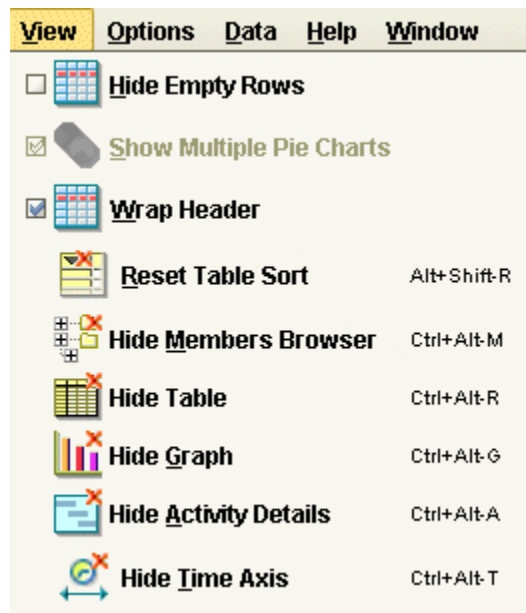 View Options Data Help Window
Hide Empty Rows
Show Multiple Pie Charts
Wrap Header
Reset Table Sort Alt+Shift-R
Hide Members Browser Ctrl+Alt-M
Hide Table Ctrl+Alt-R
Hide Graph Ctrl+Alt-G
Hide Activity Details Ctrl+Alt-A
Hide Time Axis Ctrl+Alt-T